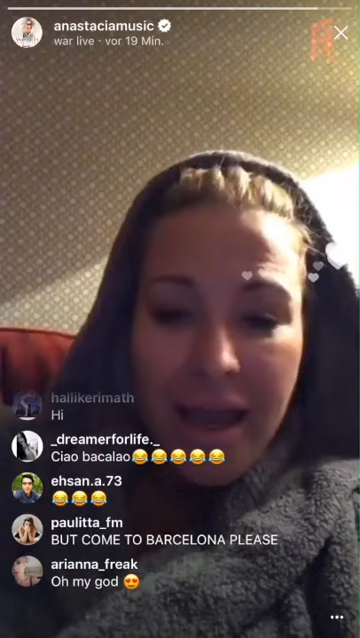 anastaciamusic
war live · vor 19 Min.
hallikerimath
Hi
_dreamerforlife._
Ciao bacalao😂😂😂😂😂
ehsan.a.73
😂😂😂
paulitta_fm
BUT COME TO BARCELONA PLEASE
arianna_freak
Oh my god 😍